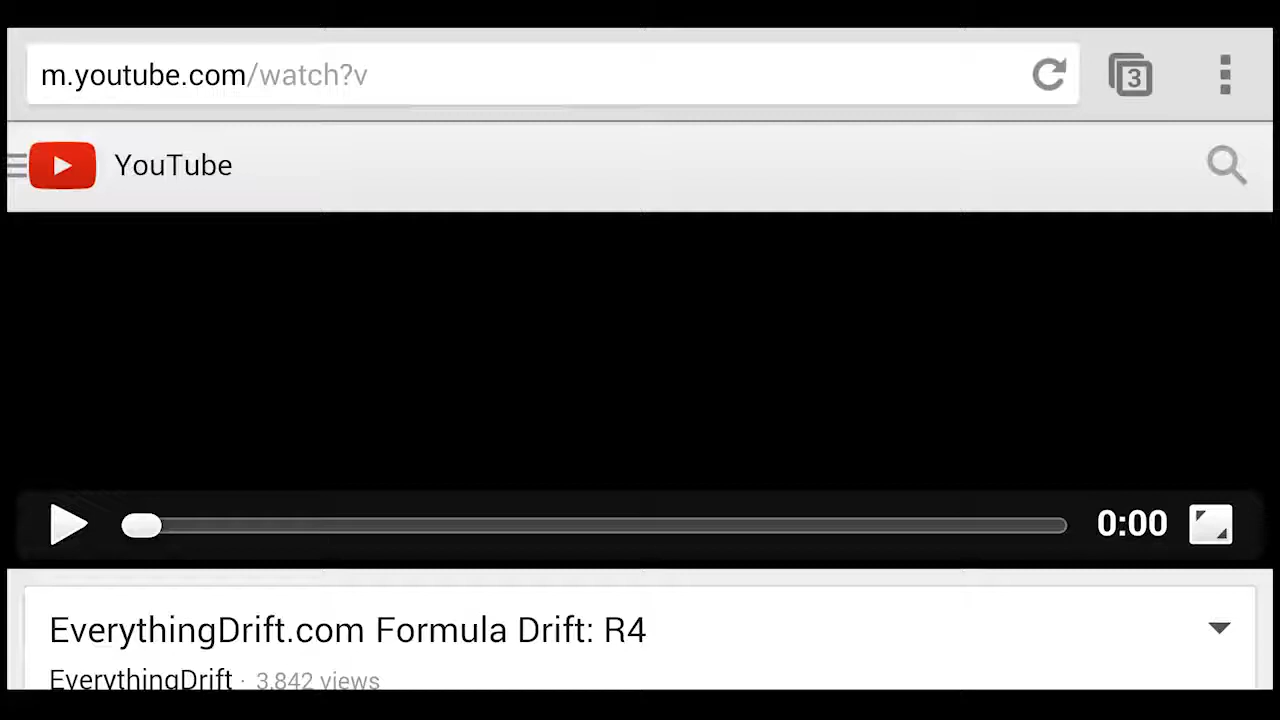 m.youtube.com/watch?v
3
YouTube
0:00
EverythingDrift.com Formula Drift: R4
EverythingDrift · 3,842 views